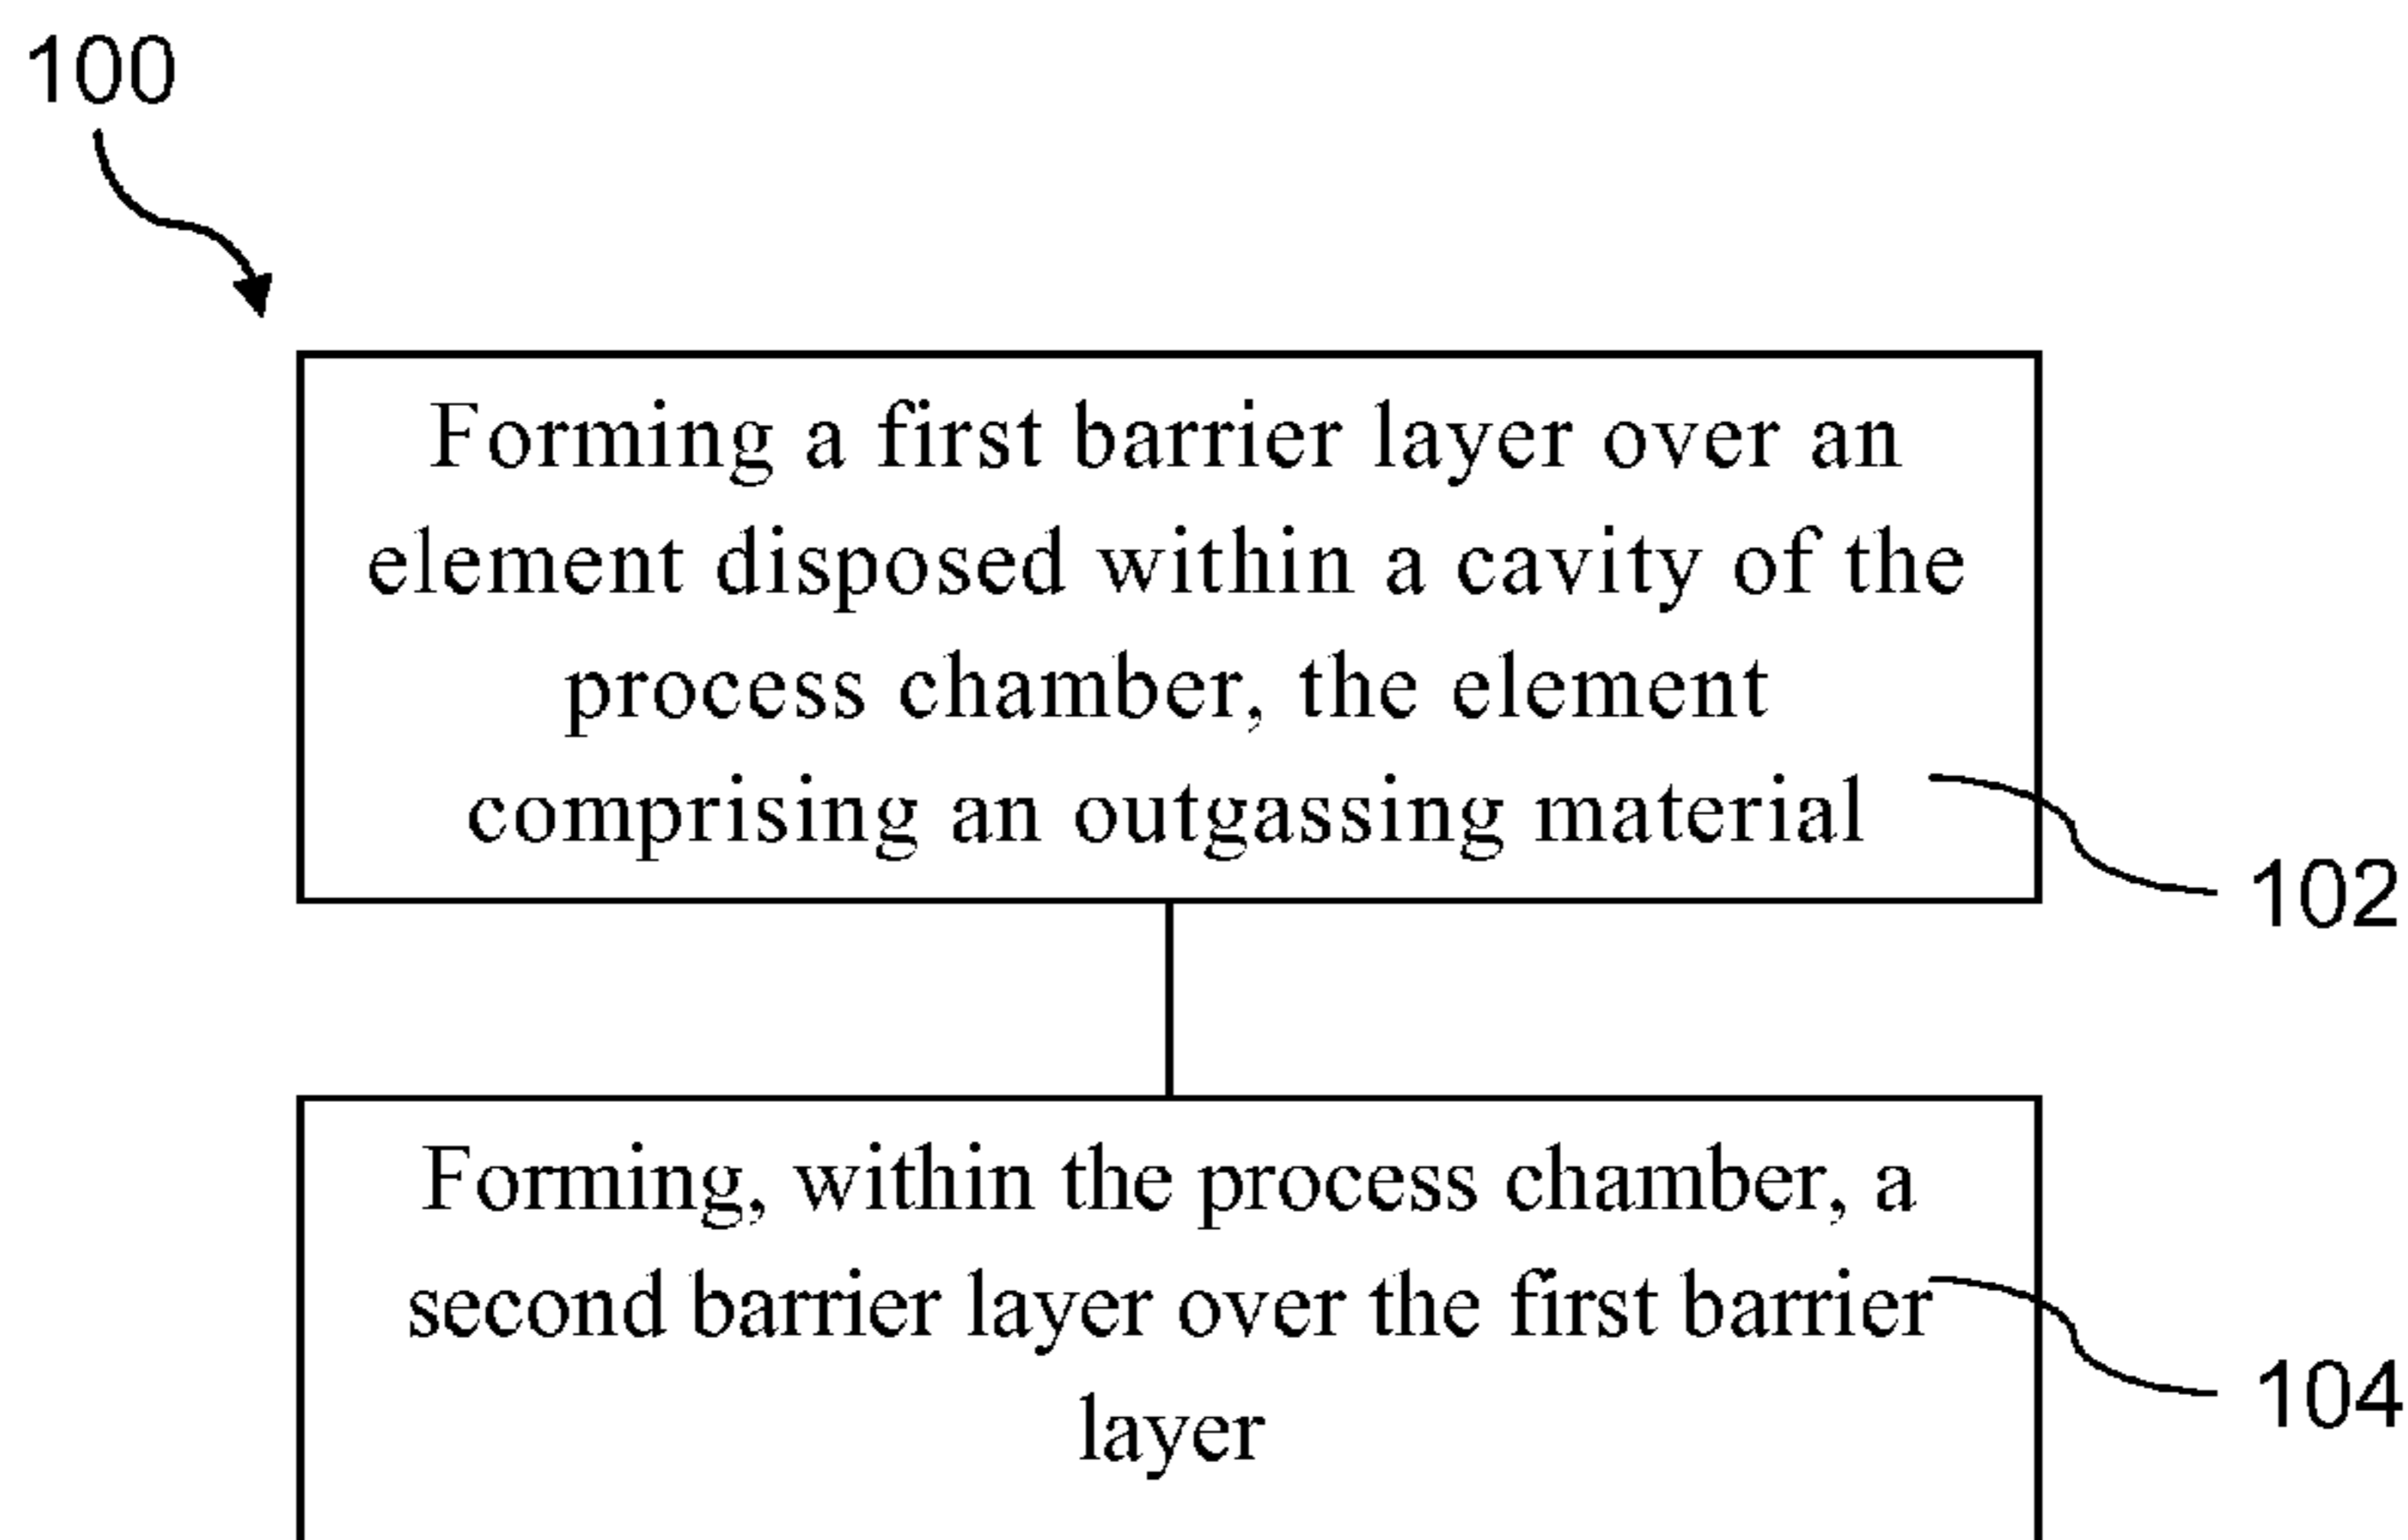 100
Forming a first barrier layer over an
element disposed within a cavity of the
process chamber, the element
comprising an outgassing material
102
Forming, within the process chamber, a
second barrier layer over the first barrier
layer
104